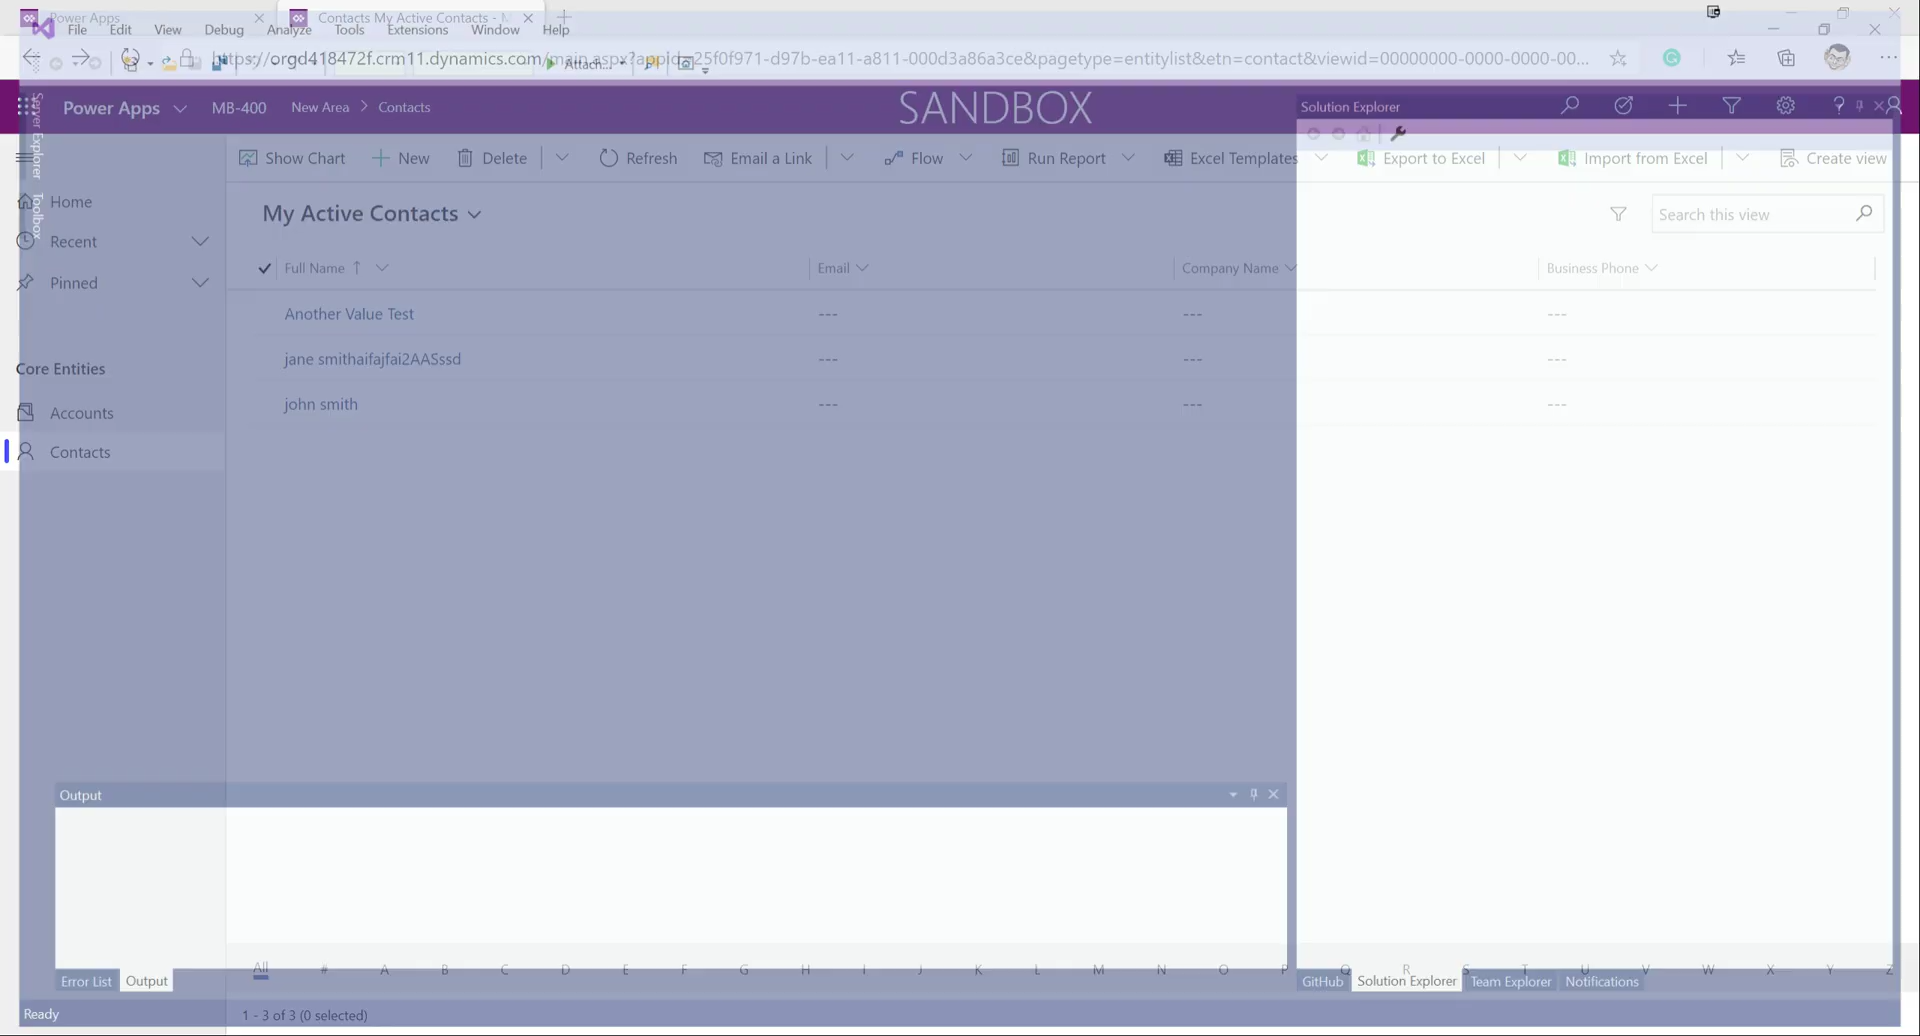 Power Apps
Contacts My Active Contacts - M
File Edit View Debug Analyze Tools Extensions Window Help
https://orgd418472f.crm11.dynamics.com/main.aspx?appid=25f0f971-d97b-ea11-a811-000d3a86a3ce&pagetype=entitylist&etn=contact&viewid=00000000-0000-0000-00...
Attach...
Power Apps MB-400 New Area > Contacts
SANDBOX
Solution Explorer
Server Explorer
Toolbox
Show Chart New Delete Refresh Email a Link Flow Run Report Excel Templates Export to Excel Import from Excel Create view
Home
Recent
Pinned
Core Entities
Accounts
Contacts
My Active Contacts
Search this view
Full Name ↑ Email Company Name Business Phone
Another Value Test --- --- ---
jane smithaifajfai2AASssd --- --- ---
john smith --- --- ---
Output
All # A B C D E F G H I J K L M N O P Q R S T U V W X Y Z
Error List Output
GitHub Solution Explorer Team Explorer Notifications
Ready
1 - 3 of 3 (0 selected)